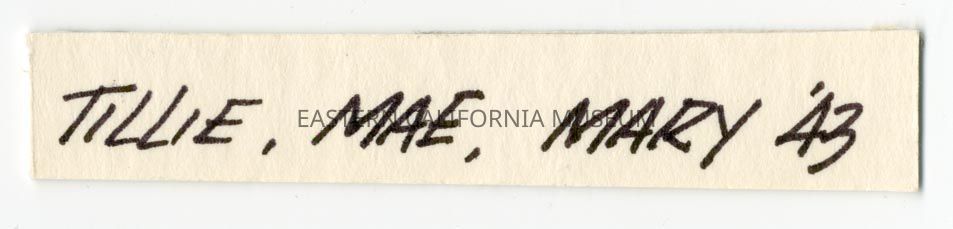 TILLIE, MAE, MARY '43
EASTERN CALIFORNIA MUSEUM